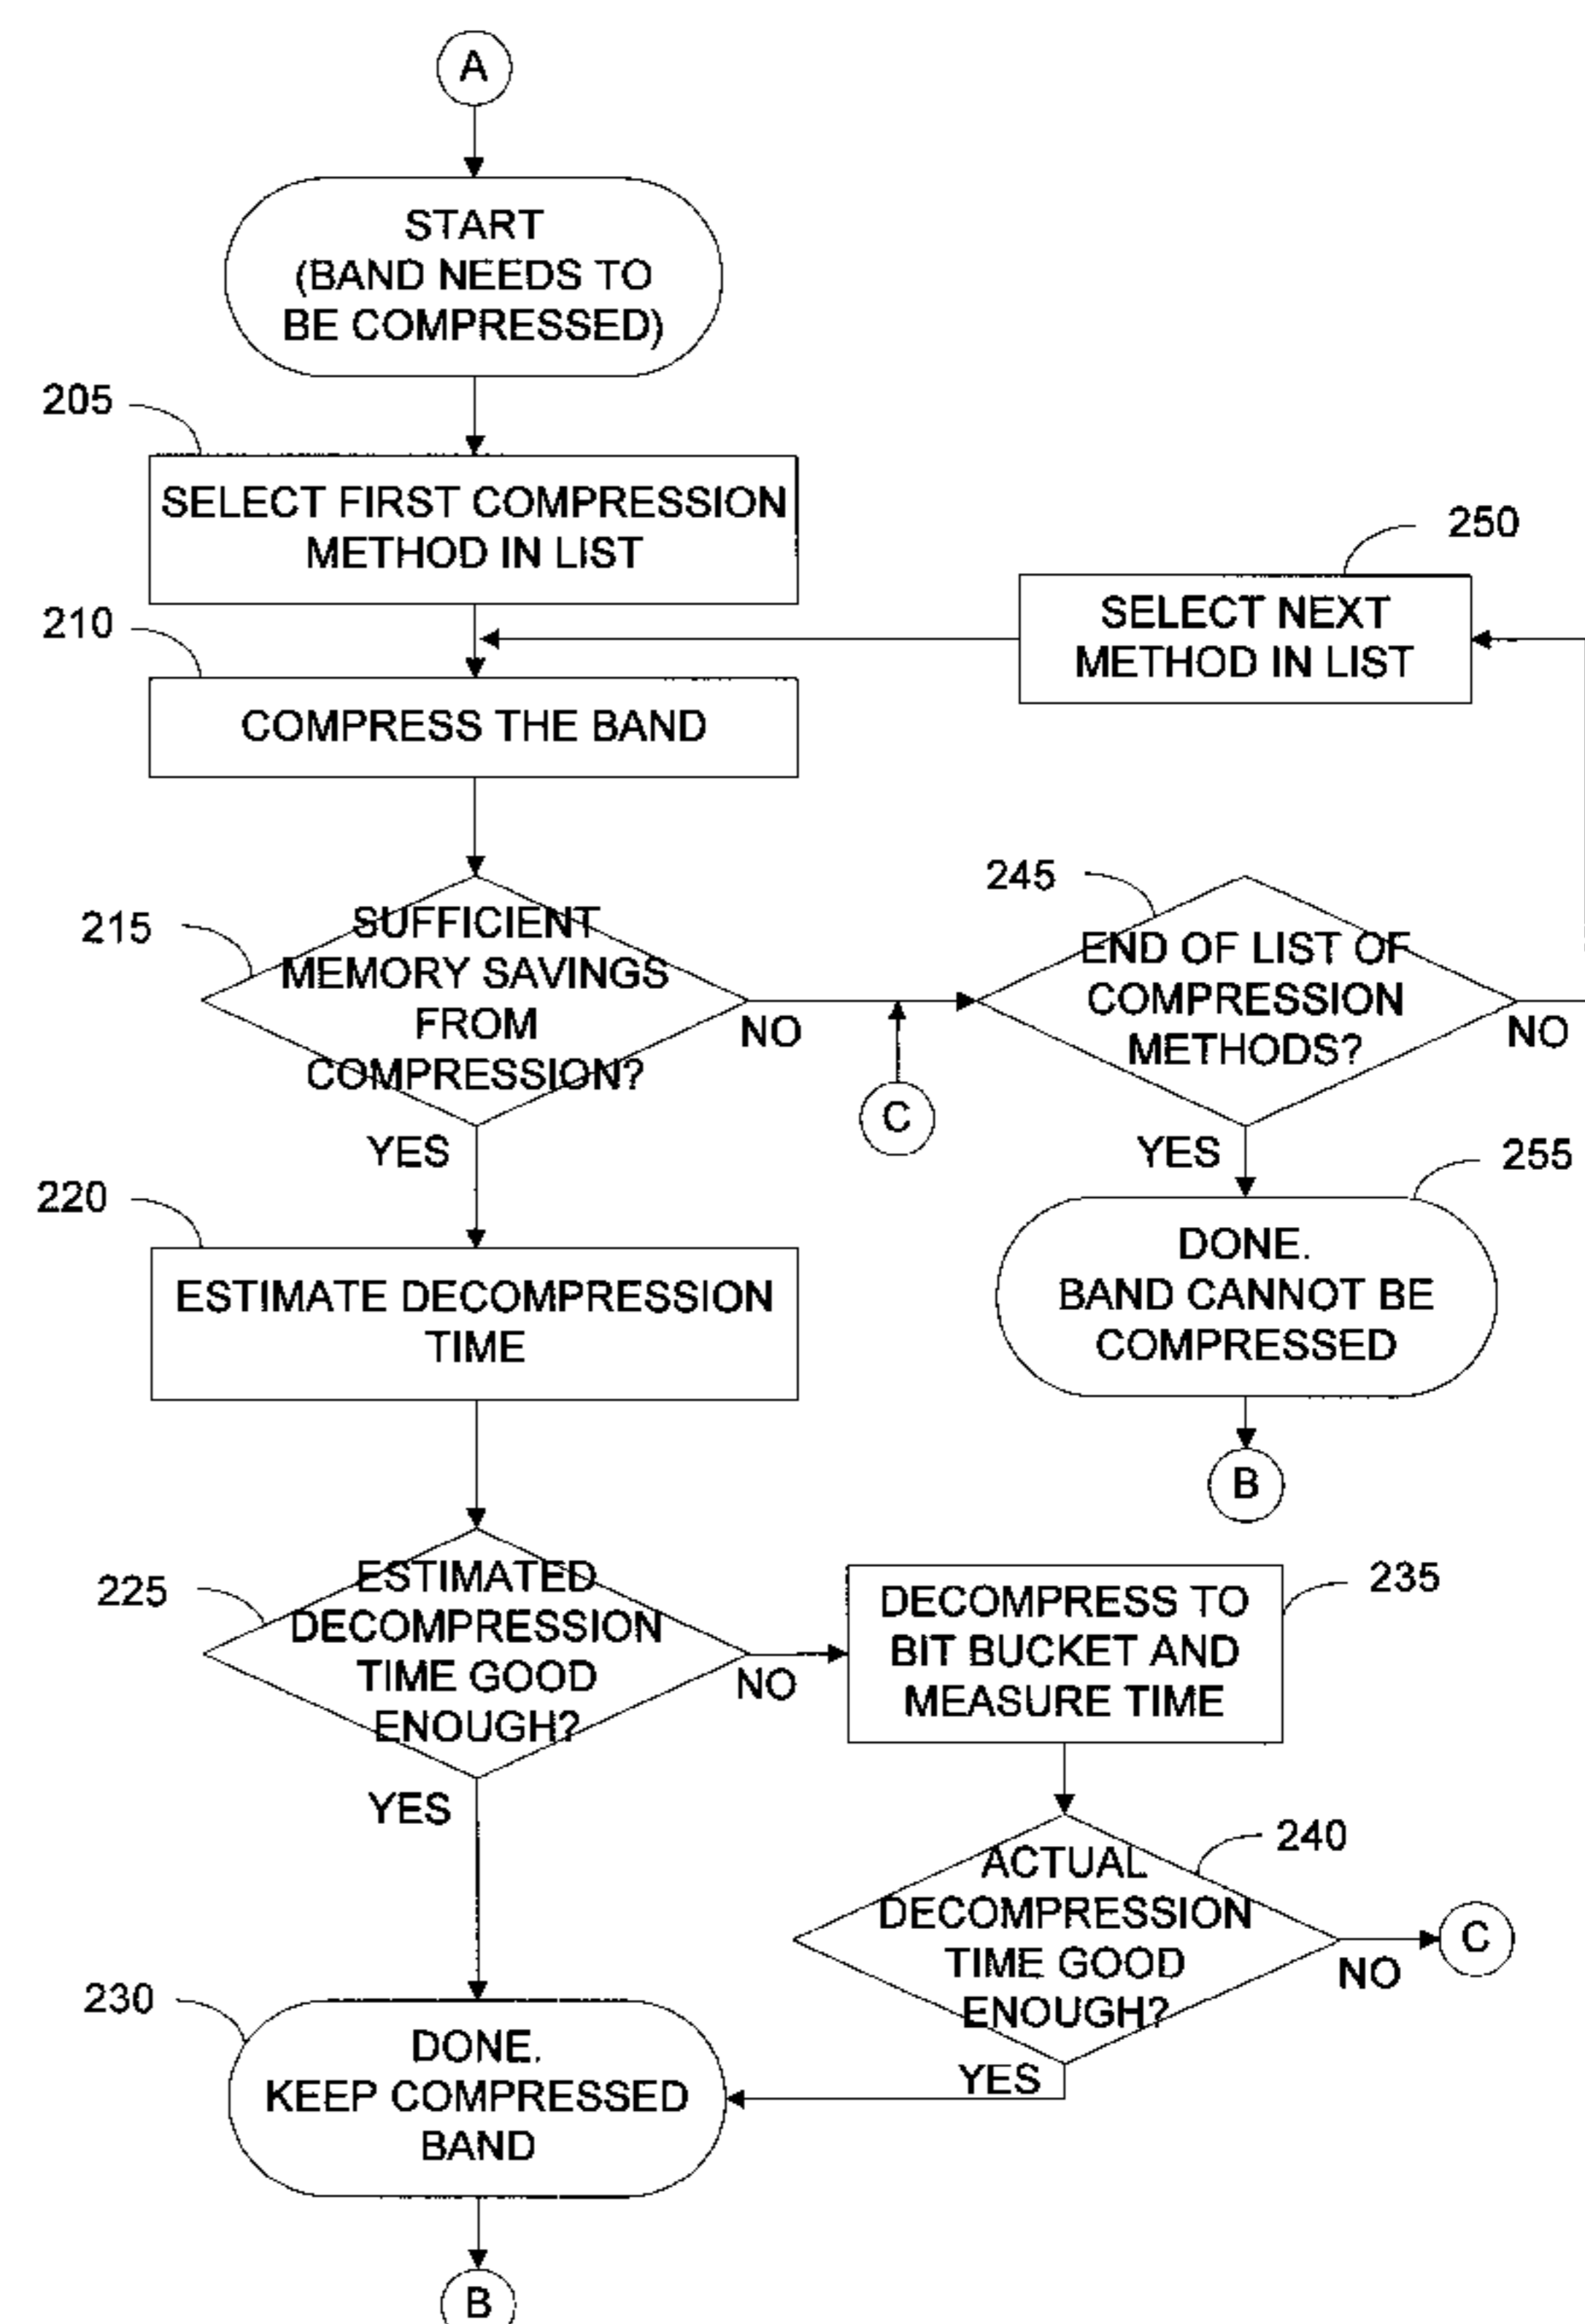 A
START
(BAND NEEDS TO
BE COMPRESSED)
205
SELECT FIRST COMPRESSION
METHOD IN LIST
250
SELECT NEXT
METHOD IN LIST
210
COMPRESS THE BAND
215
SUFFICIENT
MEMORY SAVINGS
FROM
COMPRESSION?
NO
YES
C
245
END OF LIST OF
COMPRESSION
METHODS?
NO
YES
255
DONE.
BAND CANNOT BE
COMPRESSED
B
220
ESTIMATE DECOMPRESSION
TIME
225
ESTIMATED
DECOMPRESSION
TIME GOOD
ENOUGH?
NO
YES
235
DECOMPRESS TO
BIT BUCKET AND
MEASURE TIME
240
ACTUAL
DECOMPRESSION
TIME GOOD
ENOUGH?
NO
C
YES
230
DONE.
KEEP COMPRESSED
BAND
B